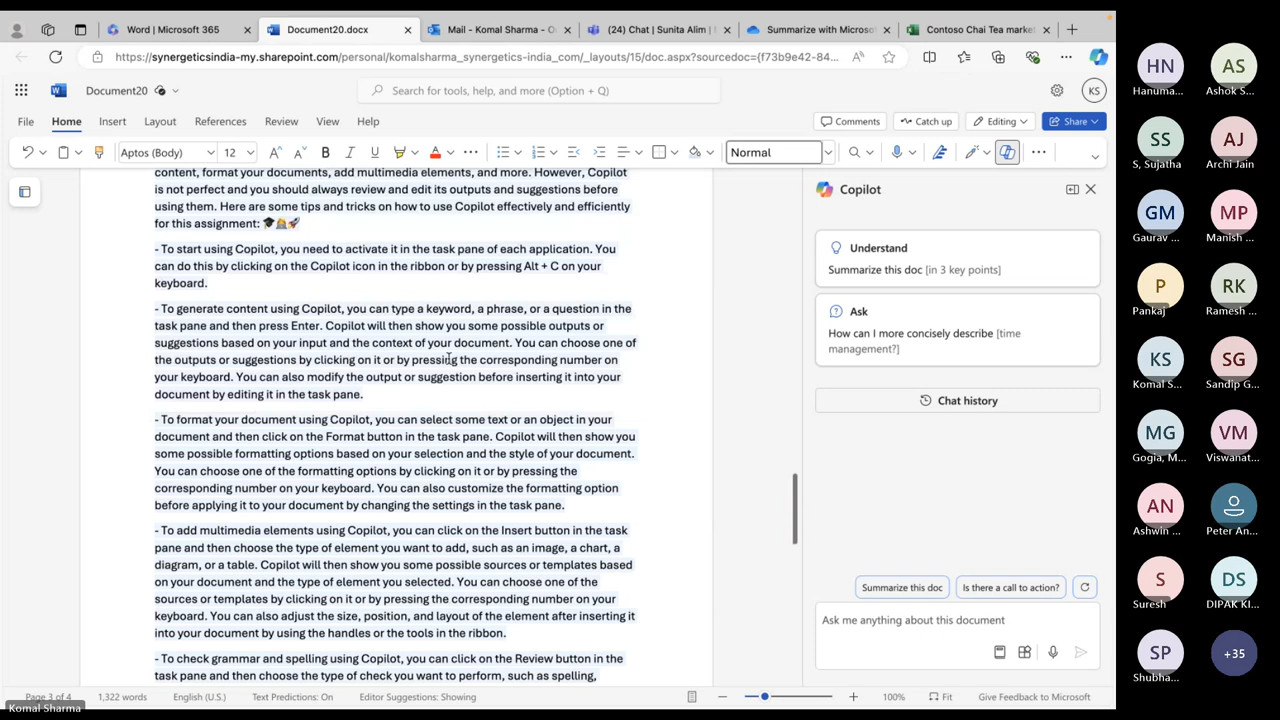 Word | Microsoft 365
Document20.docx
Mail - Komal Sharma - O
(24) Chat | Sunita Alim |
Summarize with Microsof
Contoso Chai Tea market
https://synergeticsindia-my.sharepoint.com/personal/komalsharma_synergetics-india_com/_layouts/15/doc.aspx?sourcedoc={f73b9e42-84...
Document20
Search for tools, help, and more (Option + Q)
KS
File Home Insert Layout References Review View Help
Comments Catch up Editing Share
Aptos (Body) 12 B I U A Normal
content, format your documents, add multimedia elements, and more. However, Copilot
is not perfect and you should always review and edit its outputs and suggestions before
using them. Here are some tips and tricks on how to use Copilot effectively and efficiently
for this assignment: 🎓👩‍🏫🚀
- To start using Copilot, you need to activate it in the task pane of each application. You
can do this by clicking on the Copilot icon in the ribbon or by pressing Alt + C on your
keyboard.
- To generate content using Copilot, you can type a keyword, a phrase, or a question in the
task pane and then press Enter. Copilot will then show you some possible outputs or
suggestions based on your input and the context of your document. You can choose one of
the outputs or suggestions by clicking on it or by pressing the corresponding number on
your keyboard. You can also modify the output or suggestion before inserting it into your
document by editing it in the task pane.
- To format your document using Copilot, you can select some text or an object in your
document and then click on the Format button in the task pane. Copilot will then show you
some possible formatting options based on your selection and the style of your document.
You can choose one of the formatting options by clicking on it or by pressing the
corresponding number on your keyboard. You can also customize the formatting option
before applying it to your document by changing the settings in the task pane.
- To add multimedia elements using Copilot, you can click on the Insert button in the task
pane and then choose the type of element you want to add, such as an image, a chart, a
diagram, or a table. Copilot will then show you some possible sources or templates based
on your document and the type of element you selected. You can choose one of the
sources or templates by clicking on it or by pressing the corresponding number on your
keyboard. You can also adjust the size, position, and layout of the element after inserting it
into your document by using the handles or the tools in the ribbon.
- To check grammar and spelling using Copilot, you can click on the Review button in the
task pane and then choose the type of check you want to perform, such as spelling,
Copilot
Understand
Summarize this doc [in 3 key points]
Ask
How can I more concisely describe [time
management?]
Chat history
Summarize this doc
Is there a call to action?
Ask me anything about this document
Page 3 of 4 1,322 words English (U.S.) Text Predictions: On Editor Suggestions: Showing 100% Fit Give Feedback to Microsoft
Komal Sharma
HN
Hanuma...
AS
Ashok S...
SS
S, Sujatha
AJ
Archi Jain
GM
Gaurav ...
MP
Manish ...
P
Pankaj
RK
Ramesh ...
KS
Komal S...
SG
Sandip G...
MG
Gogia, M...
VM
Viswanat...
AN
Ashwin ...
Peter An...
S
Suresh
DS
DIPAK KI...
SP
Shubha...
+35